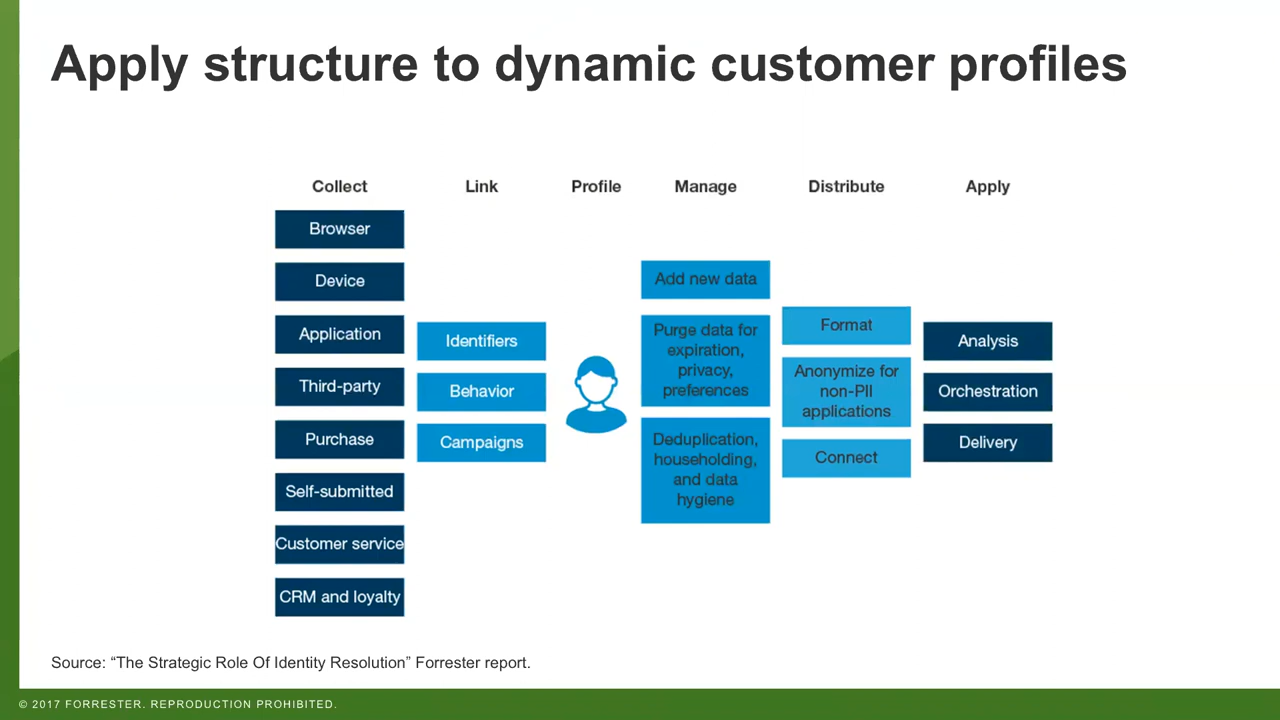 Apply structure to dynamic customer profiles
Collect
Link
Profile
Manage
Distribute
Apply
Browser
Device
Application
Third-party
Purchase
Self-submitted
Customer service
CRM and loyalty
Identifiers
Behavior
Campaigns
Add new data
Purge data for
expiration,
privacy,
preferences
Deduplication,
householding,
and data
hygiene
Format
Anonymize for
non-PII
applications
Connect
Analysis
Orchestration
Delivery
Source: “The Strategic Role Of Identity Resolution” Forrester report.
© 2017 FORRESTER. REPRODUCTION PROHIBITED.